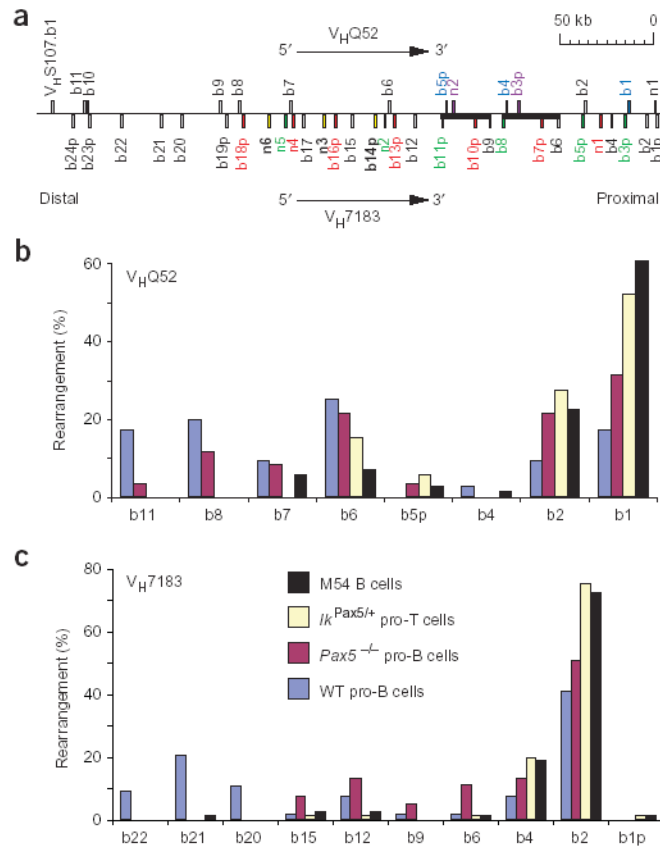 a
50 kb
0
VHQ52
5′
3′
VHS107.b1
b11
b10
b9
b8
b7
b6
b5p
n2
b4
b3p
b2
b1
n1
b24p
b23p
b22
b21
b20
b19p
b18p
n6
n5
n4
b17
n3
b16p
b15
b14p
n2
b13p
b12
b11p
b10p
b9
b8
b7p
b6
b5p
n1
b4
b3p
b2
b1p
Distal
5′
3′
Proximal
VH7183
b
VHQ52
60
40
20
0
Rearrangement (%)
b11 b8 b7 b6 b5p b4 b2 b1
c
VH7183
80
60
40
20
0
Rearrangement (%)
M54 B cells
Ik Pax5/+ pro-T cells
Pax5 –/– pro-B cells
WT pro-B cells
b22 b21 b20 b15 b12 b9 b6 b4 b2 b1p